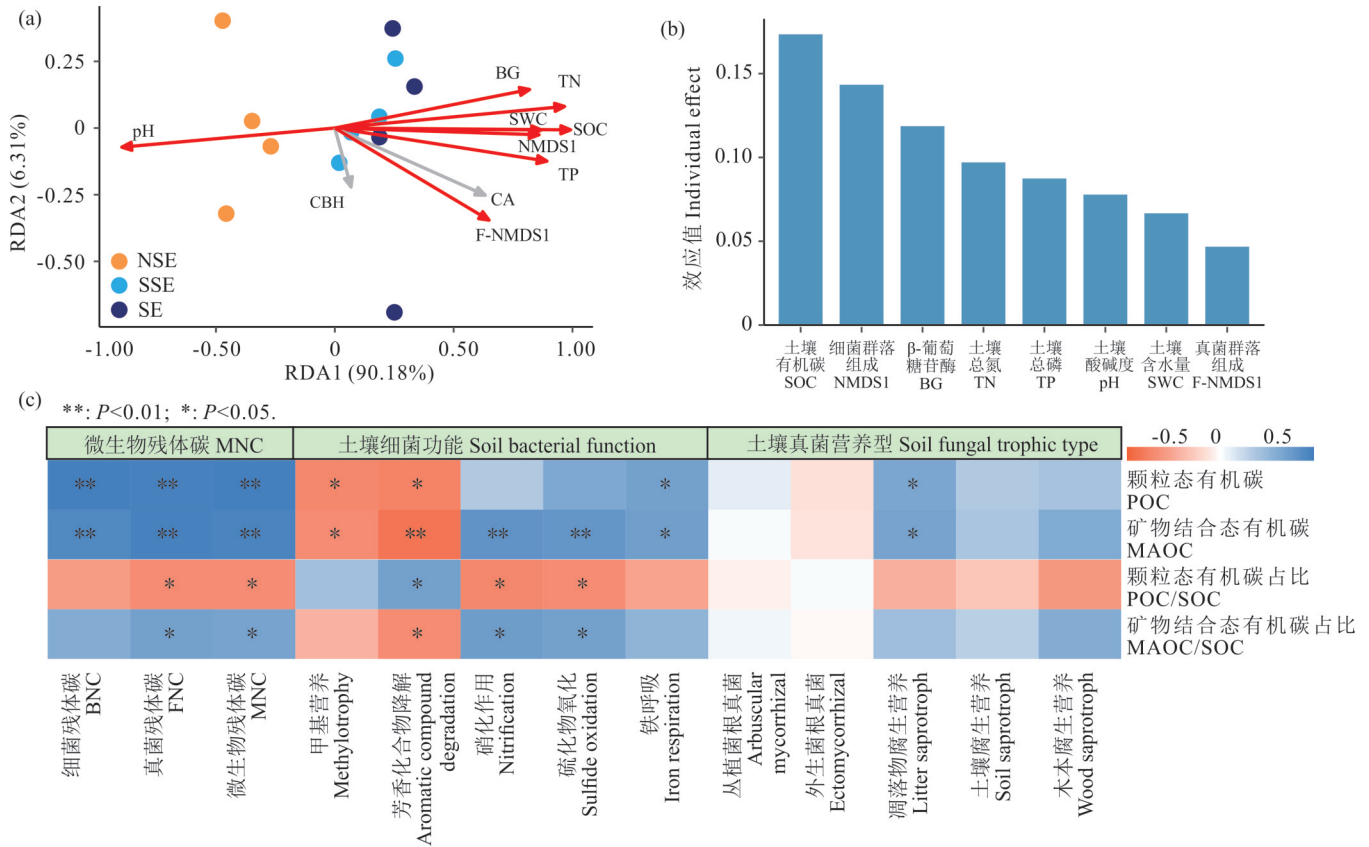 (a)
RDA2 (6.31%)
0.25
0
-0.25
-0.50
BG
TN
SWC
SOC
NMDS1
TP
pH
CBH
CA
F-NMDS1
NSE
SSE
SE
-1.00
-0.50
0
0.50
1.00
RDA1 (90.18%)
(b)
效应值 Individual effect
0.15
0.10
0.05
0
土壤
有机碳
SOC
细菌群落
组成
NMDS1
β-葡萄
糖苷酶
BG
土壤
总氮
TN
土壤
总磷
TP
土壤
酸碱度
pH
土壤
含水量
SWC
真菌群落
组成
F-NMDS1
(c)
**: P<0.01; *: P<0.05.
微生物残体碳 MNC
土壤细菌功能 Soil bacterial function
土壤真菌营养型 Soil fungal trophic type
-0.5 0 0.5
** ** ** * * * *
颗粒态有机碳
POC
** ** ** * ** ** ** * *
矿物结合态有机碳
MAOC
* * * * *
颗粒态有机碳占比
POC/SOC
* * * * *
矿物结合态有机碳占比
MAOC/SOC
细菌残体碳
BNC
真菌残体碳
FNC
微生物残体碳
MNC
甲基营养
Methylotrophy
芳香化合物降解
Aromatic compound
degradation
硝化作用
Nitrification
硫化物氧化
Sulfide oxidation
铁呼吸
Iron respiration
丛植菌根真菌
Arbuscular
mycorrhizal
外生菌根真菌
Ectomycorrhizal
凋落物腐生营养
Litter saprotroph
土壤腐生营养
Soil saprotroph
木本腐生营养
Wood saprotroph